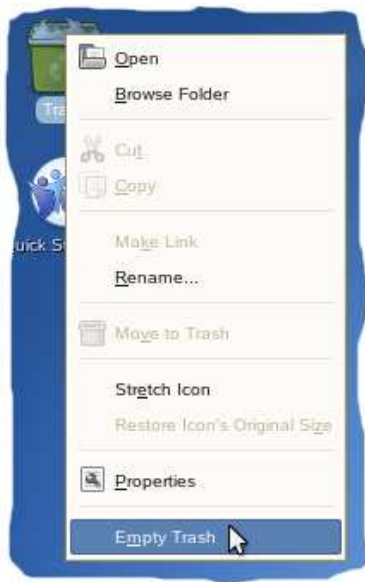 Open
Browse Folder
Cut
Copy
Make Link
Rename...
Move to Trash
Stretch Icon
Restore Icon's Original Size
Properties
Empty Trash